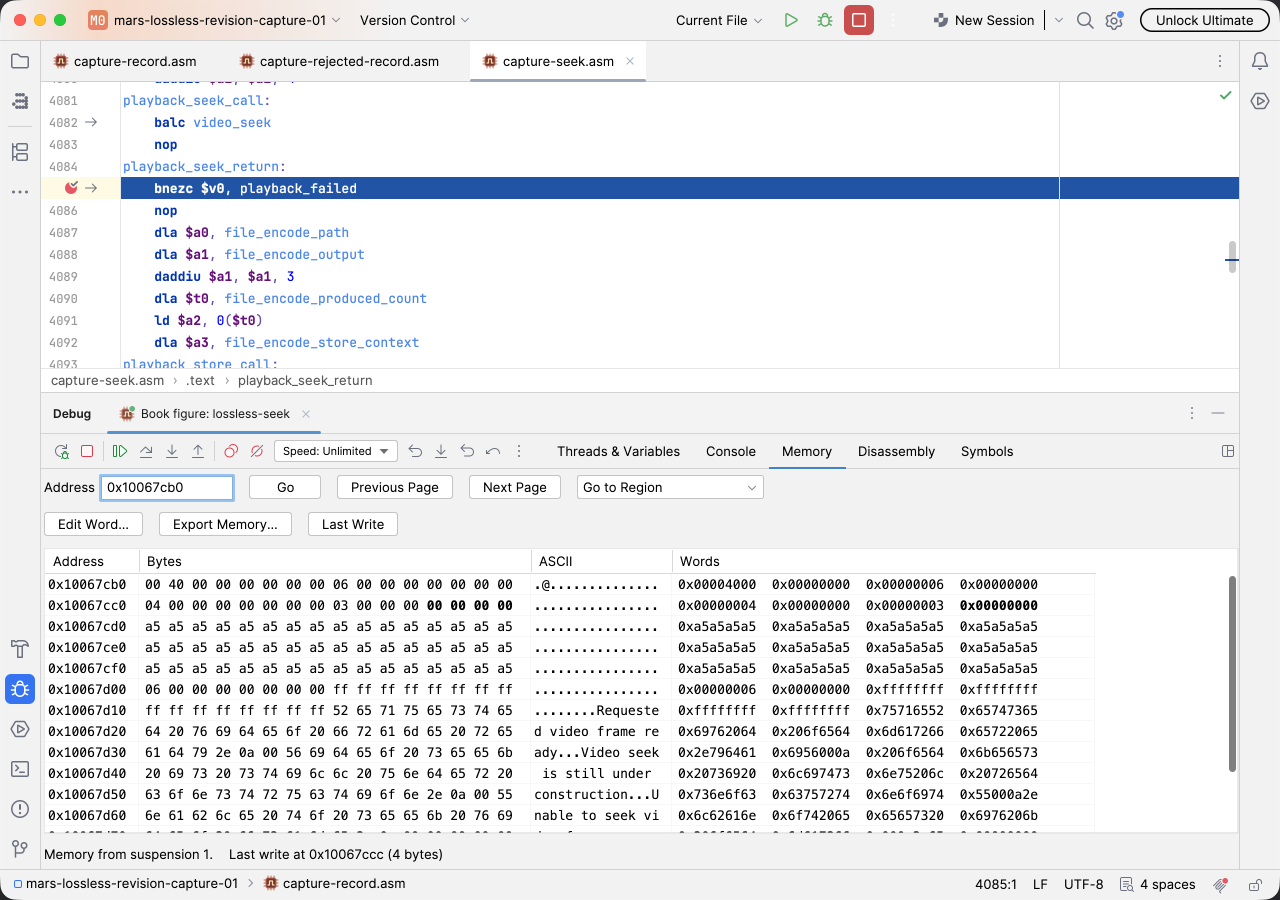 M0 mars-lossless-revision-capture-01 Version Control Current File New Session Unlock Ultimate
capture-record.asm capture-rejected-record.asm capture-seek.asm
4081 playback_seek_call:
4082 balc video_seek
4083 nop
4084 playback_seek_return:
bnezc $v0, playback_failed
4086 nop
4087 dla $a0, file_encode_path
4088 dla $a1, file_encode_output
4089 daddiu $a1, $a1, 3
4090 dla $t0, file_encode_produced_count
4091 ld $a2, 0($t0)
4092 dla $a3, file_encode_store_context
4093 playback_store_call:
capture-seek.asm › .text › playback_seek_return
Debug Book figure: lossless-seek
Speed: Unlimited Threads & Variables Console Memory Disassembly Symbols
Address 0x10067cb0 Go Previous Page Next Page Go to Region
Edit Word... Export Memory... Last Write
Address Bytes ASCII Words
0x10067cb0 00 40 00 00 00 00 00 00 06 00 00 00 00 00 00 00 .@.............. 0x00004000 0x00000000 0x00000006 0x00000000
0x10067cc0 04 00 00 00 00 00 00 00 03 00 00 00 00 00 00 00 ................ 0x00000004 0x00000000 0x00000003 0x00000000
0x10067cd0 a5 a5 a5 a5 a5 a5 a5 a5 a5 a5 a5 a5 a5 a5 a5 a5 ................ 0xa5a5a5a5 0xa5a5a5a5 0xa5a5a5a5 0xa5a5a5a5
0x10067ce0 a5 a5 a5 a5 a5 a5 a5 a5 a5 a5 a5 a5 a5 a5 a5 a5 ................ 0xa5a5a5a5 0xa5a5a5a5 0xa5a5a5a5 0xa5a5a5a5
0x10067cf0 a5 a5 a5 a5 a5 a5 a5 a5 a5 a5 a5 a5 a5 a5 a5 a5 ................ 0xa5a5a5a5 0xa5a5a5a5 0xa5a5a5a5 0xa5a5a5a5
0x10067d00 06 00 00 00 00 00 00 00 ff ff ff ff ff ff ff ff ................ 0x00000006 0x00000000 0xffffffff 0xffffffff
0x10067d10 ff ff ff ff ff ff ff ff 52 65 71 75 65 73 74 65 ........Requeste 0xffffffff 0xffffffff 0x75716552 0x65747365
0x10067d20 64 20 76 69 64 65 6f 20 66 72 61 6d 65 20 72 65 d video frame re 0x69762064 0x206f6564 0x6d617266 0x65722065
0x10067d30 61 64 79 2e 0a 00 56 69 64 65 6f 20 73 65 65 6b ady...Video seek 0x2e796461 0x6956000a 0x206f6564 0x6b656573
0x10067d40 20 69 73 20 73 74 69 6c 6c 20 75 6e 64 65 72 20 is still under 0x20736920 0x6c697473 0x6e75206c 0x20726564
0x10067d50 63 6f 6e 73 74 72 75 63 74 69 6f 6e 2e 0a 00 55 construction...U 0x736e6f63 0x63757274 0x6e6f6974 0x55000a2e
0x10067d60 6e 61 62 6c 65 20 74 6f 20 73 65 65 6b 20 76 69 nable to seek vi 0x6c62616e 0x6f742065 0x65657320 0x6976206b
Memory from suspension 1. Last write at 0x10067ccc (4 bytes)
mars-lossless-revision-capture-01 › capture-record.asm 4085:1 LF UTF-8 4 spaces